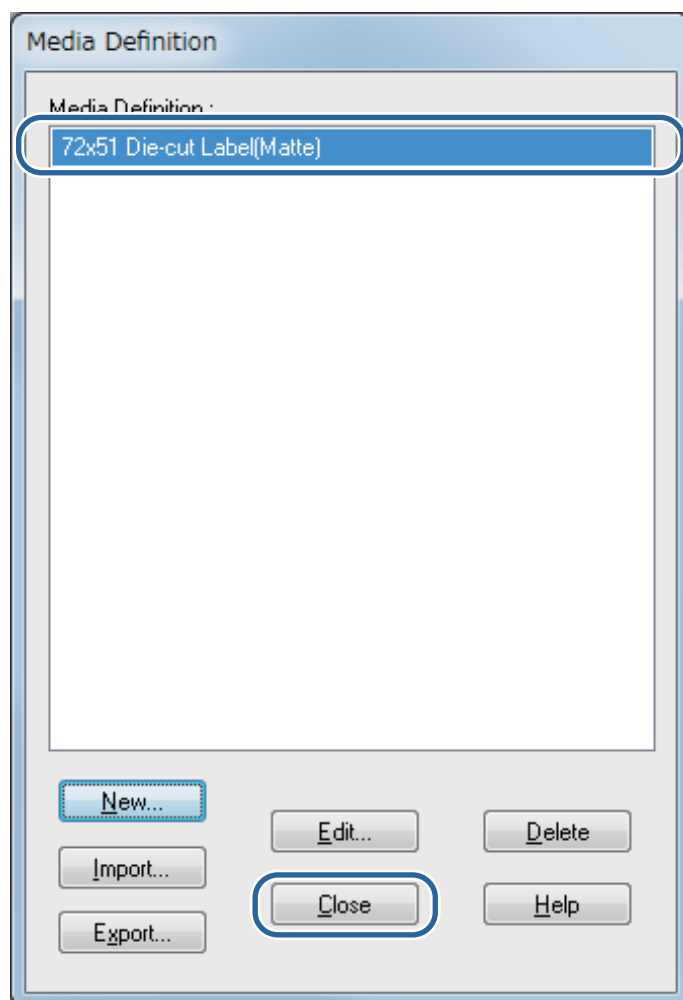 Media Definition
Media Definition :
72x51 Die-cut Label(Matte)
New...
Edit...
Delete
Import...
Close
Help
Export...